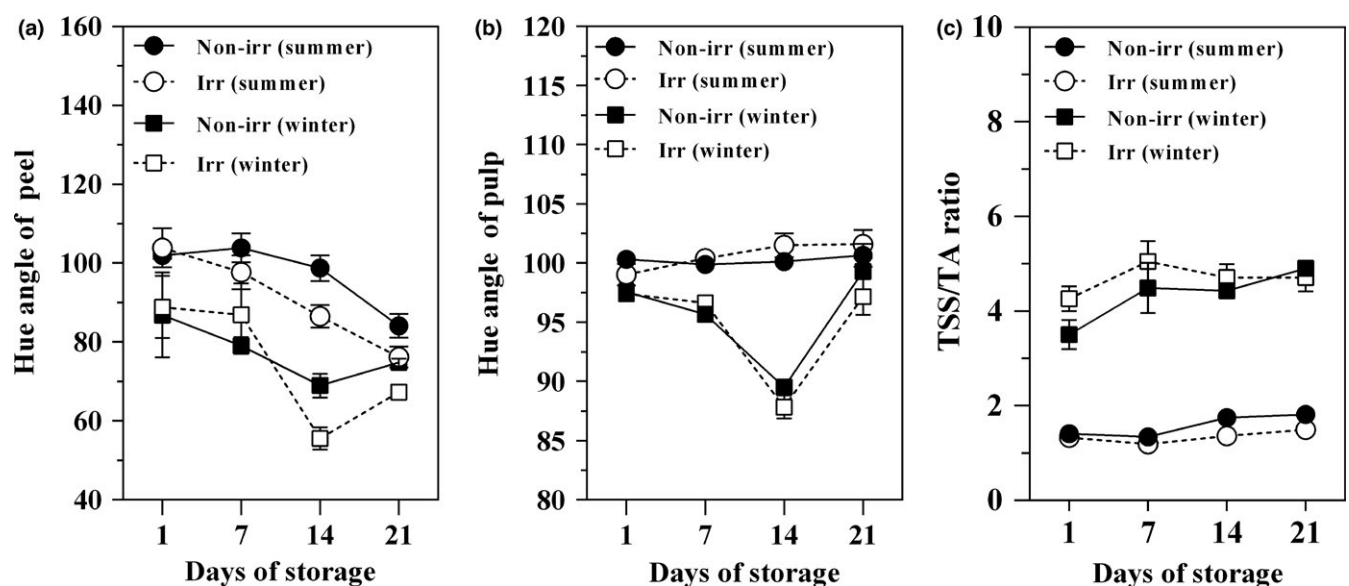 (a)
160
140
120
100
80
60
40
Hue angle of peel
Non-irr (summer)
Irr (summer)
Non-irr (winter)
Irr (winter)
1 7 14 21
Days of storage
(b)
120
115
110
105
102.5
100
95
90
85
80
Hue angle of pulp
Non-irr (summer)
Irr (summer)
Non-irr (winter)
Irr (winter)
1 7 14 21
Days of storage
(c)
10
8
6
4
2
0
TSS/TA ratio
Non-irr (summer)
Irr (summer)
Non-irr (winter)
Irr (winter)
1 7 14 21
Days of storage